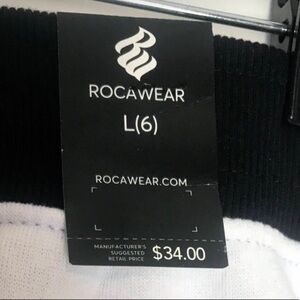 ROCAWEAR
L(6)
ROCAWEAR.COM
MANUFACTURER'S
SUGGESTED
RETAIL PRICE
$34.00